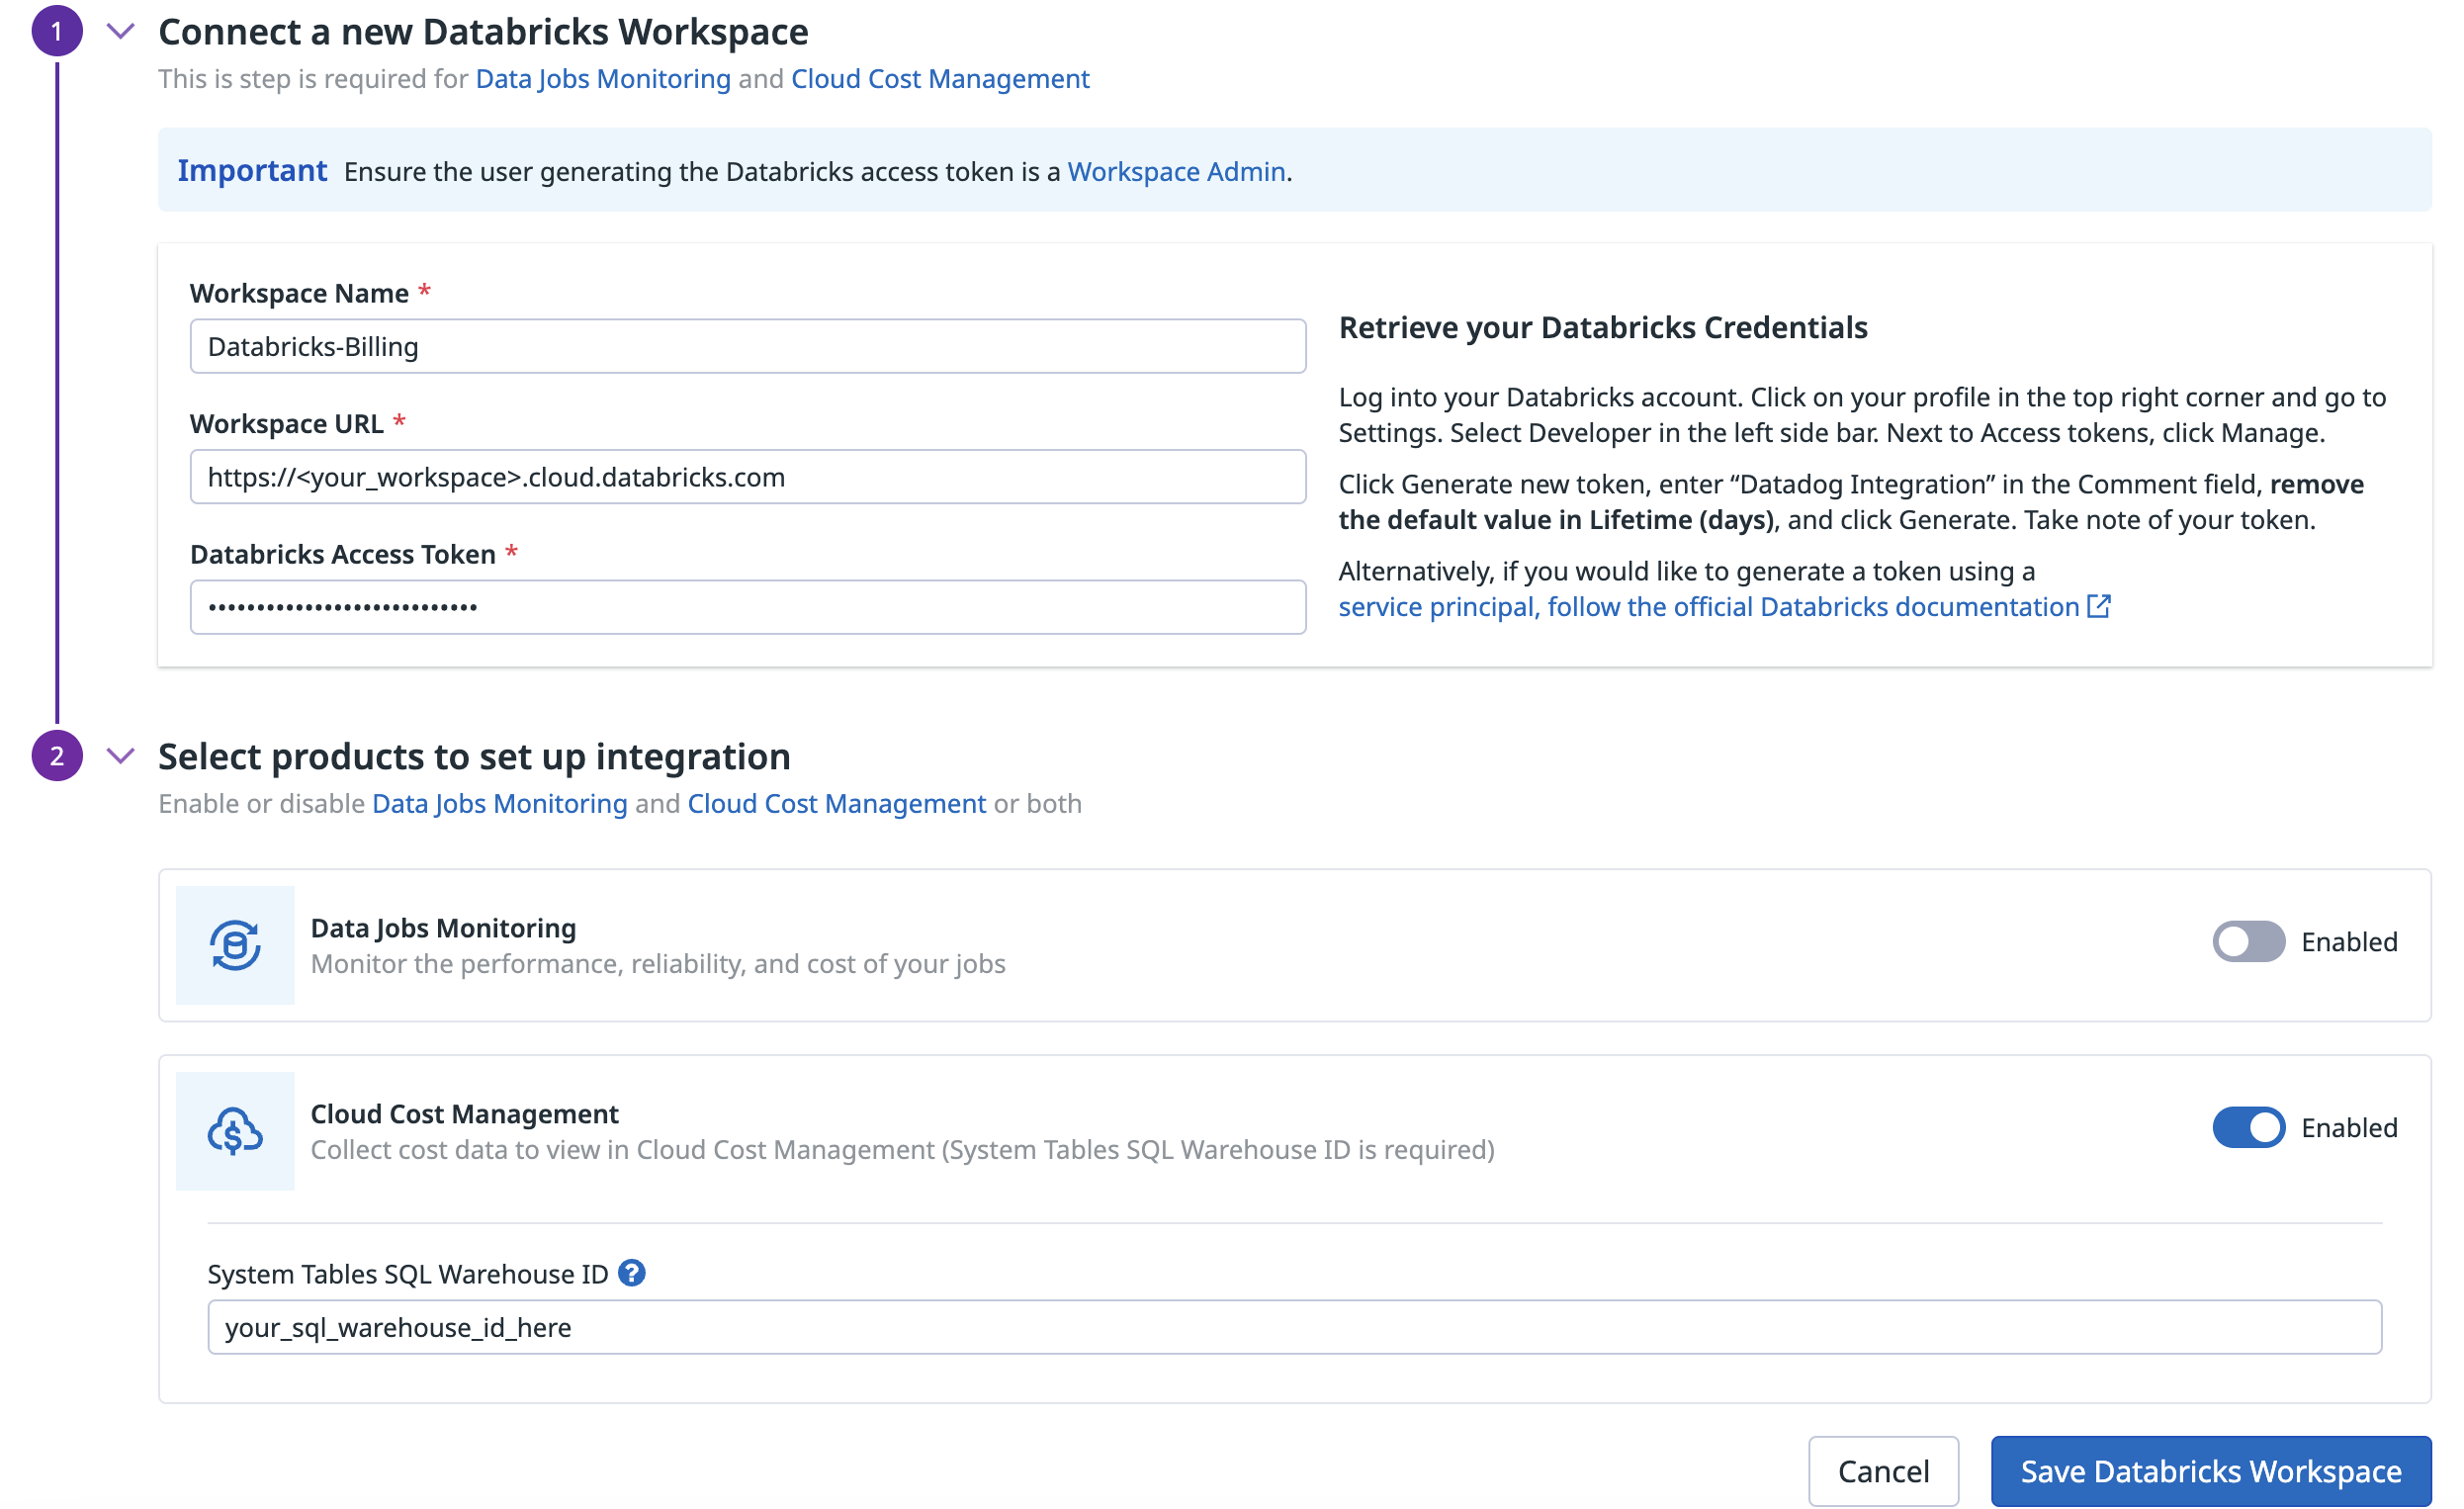 1
Connect a new Databricks Workspace
This is step is required for Data Jobs Monitoring and Cloud Cost Management
Important Ensure the user generating the Databricks access token is a Workspace Admin.
Workspace Name *
Databricks-Billing
Workspace URL *
https://<your_workspace>.cloud.databricks.com
Databricks Access Token *
••••••••••••••••••••••••••••
Retrieve your Databricks Credentials
Log into your Databricks account. Click on your profile in the top right corner and go to
Settings. Select Developer in the left side bar. Next to Access tokens, click Manage.
Click Generate new token, enter “Datadog Integration” in the Comment field, remove
the default value in Lifetime (days), and click Generate. Take note of your token.
Alternatively, if you would like to generate a token using a
service principal, follow the official Databricks documentation
2
Select products to set up integration
Enable or disable Data Jobs Monitoring and Cloud Cost Management or both
Data Jobs Monitoring
Monitor the performance, reliability, and cost of your jobs
Enabled
Cloud Cost Management
Collect cost data to view in Cloud Cost Management (System Tables SQL Warehouse ID is required)
Enabled
System Tables SQL Warehouse ID ?
your_sql_warehouse_id_here
Cancel
Save Databricks Workspace